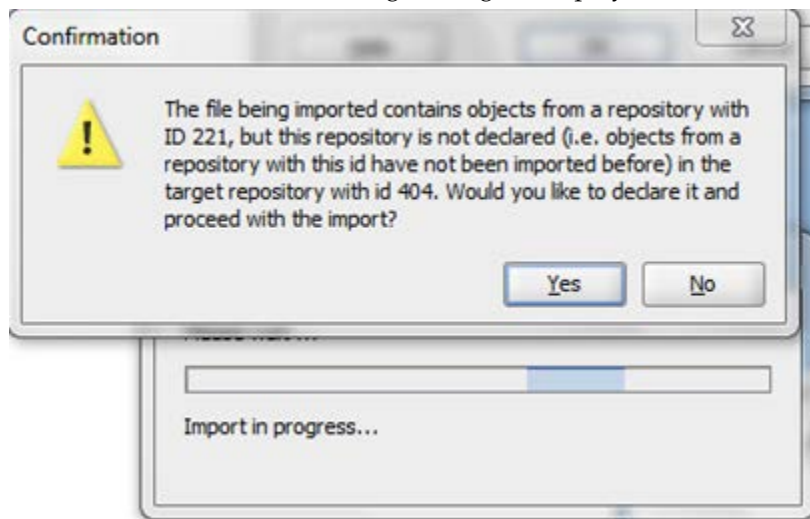 Confirmation
The file being imported contains objects from a repository with
ID 221, but this repository is not declared (i.e. objects from a
repository with this id have not been imported before) in the
target repository with id 404. Would you like to declare it and
proceed with the import?
Yes No
Import in progress...